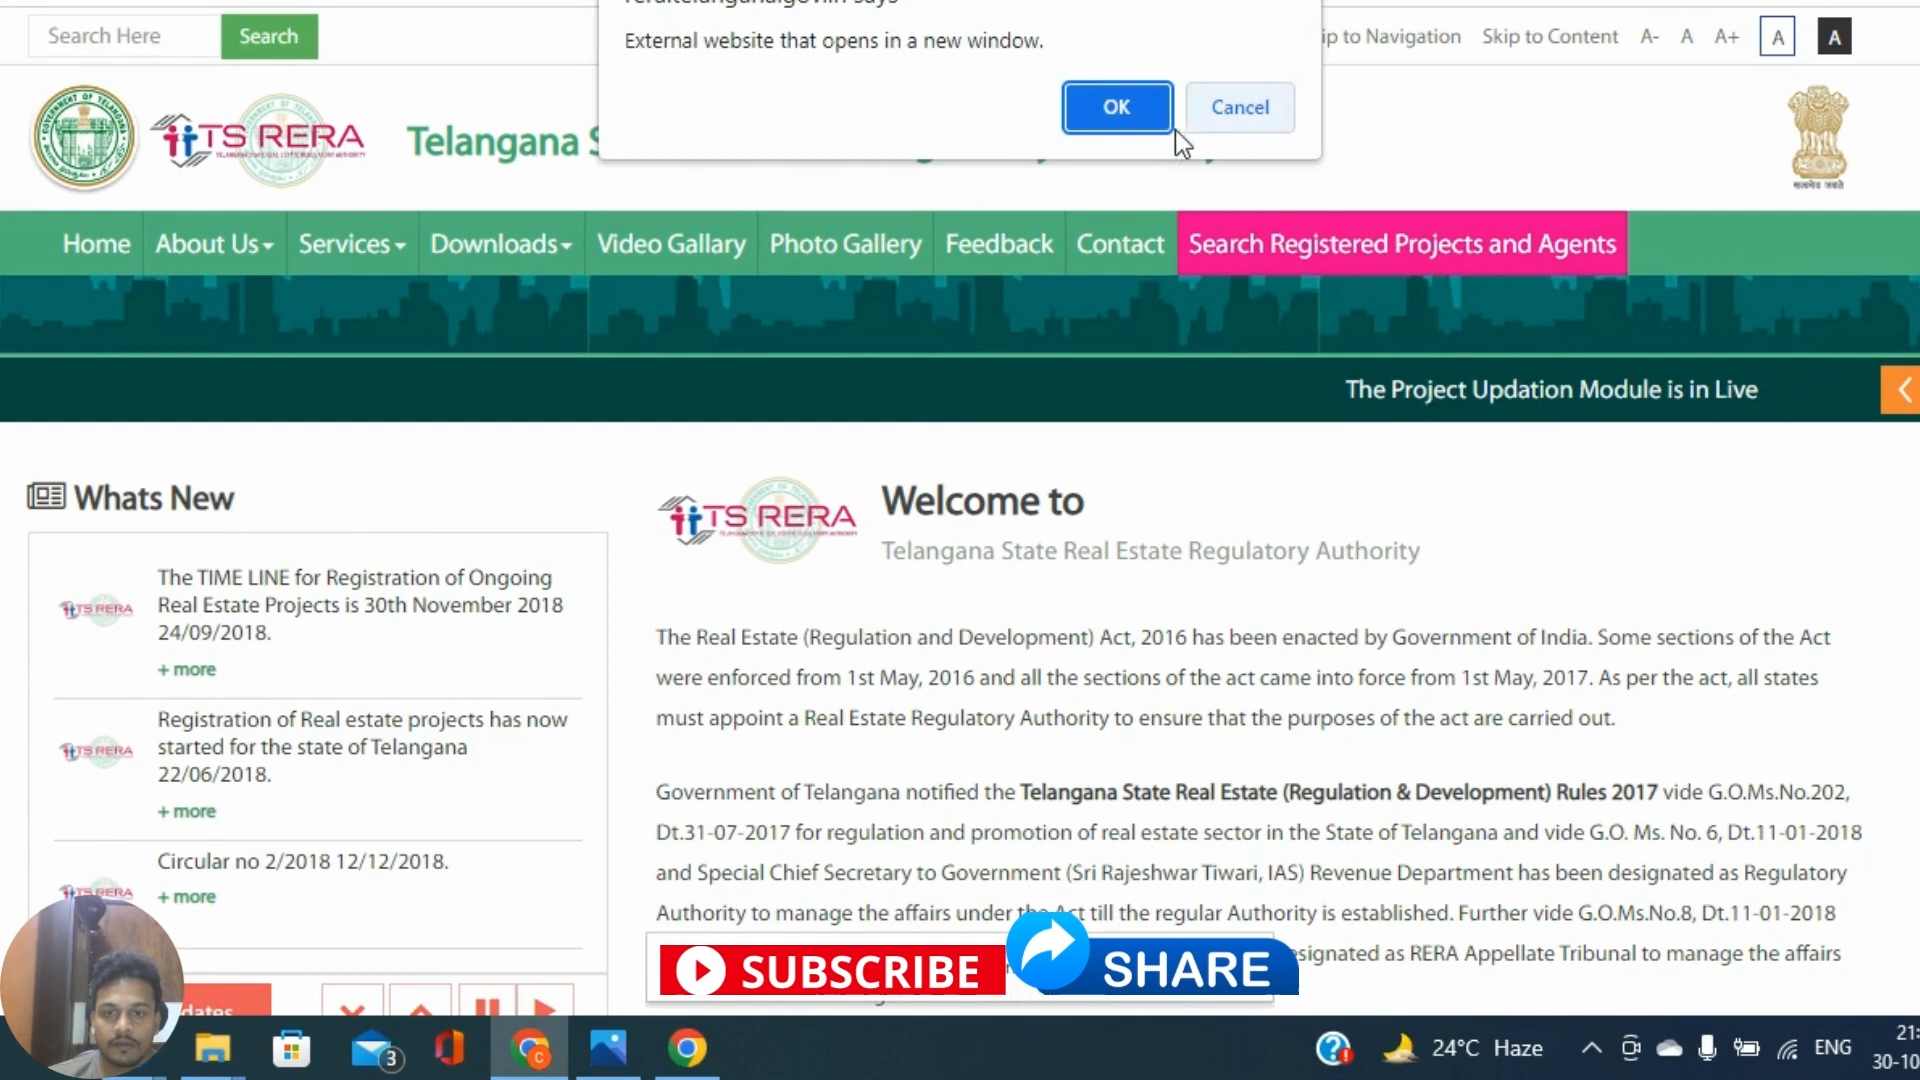 External website that opens in a new window.
OK
Cancel
Search Here
Search
ip to Navigation
Skip to Content
A-
A
A+
A
A
TS RERA
Telangana S
Home
About Us
Services
Downloads
Video Gallary
Photo Gallery
Feedback
Contact
Search Registered Projects and Agents
The Project Updation Module is in Live
Whats New
TS RERA
The TIME LINE for Registration of Ongoing
Real Estate Projects is 30th November 2018
24/09/2018.
+ more
TS RERA
Registration of Real estate projects has now
started for the state of Telangana
22/06/2018.
+ more
TS RERA
Circular no 2/2018 12/12/2018.
+ more
TS RERA
Welcome to
Telangana State Real Estate Regulatory Authority
The Real Estate (Regulation and Development) Act, 2016 has been enacted by Government of India. Some sections of the Act
were enforced from 1st May, 2016 and all the sections of the act came into force from 1st May, 2017. As per the act, all states
must appoint a Real Estate Regulatory Authority to ensure that the purposes of the act are carried out.
Government of Telangana notified the Telangana State Real Estate (Regulation & Development) Rules 2017 vide G.O.Ms.No.202,
Dt.31-07-2017 for regulation and promotion of real estate sector in the State of Telangana and vide G.O. Ms. No. 6, Dt.11-01-2018
and Special Chief Secretary to Government (Sri Rajeshwar Tiwari, IAS) Revenue Department has been designated as Regulatory
Authority to manage the affairs under the Act till the regular Authority is established. Further vide G.O.Ms.No.8, Dt.11-01-2018
esignated as RERA Appellate Tribunal to manage the affairs
SUBSCRIBE
SHARE
dates
3
24°C Haze
ENG
21:
30-10